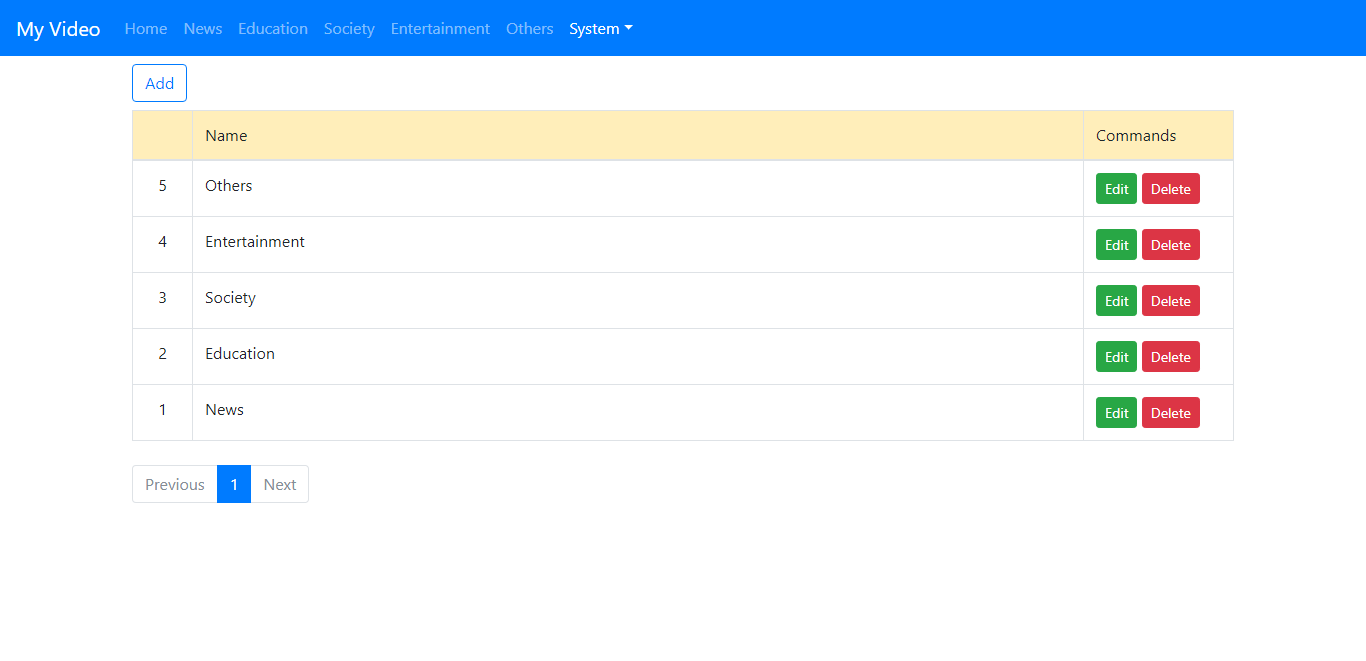 My Video Home News Education Society Entertainment Others System
Add
Name Commands
5 Others Edit Delete
4 Entertainment Edit Delete
3 Society Edit Delete
2 Education Edit Delete
1 News Edit Delete
Previous 1 Next